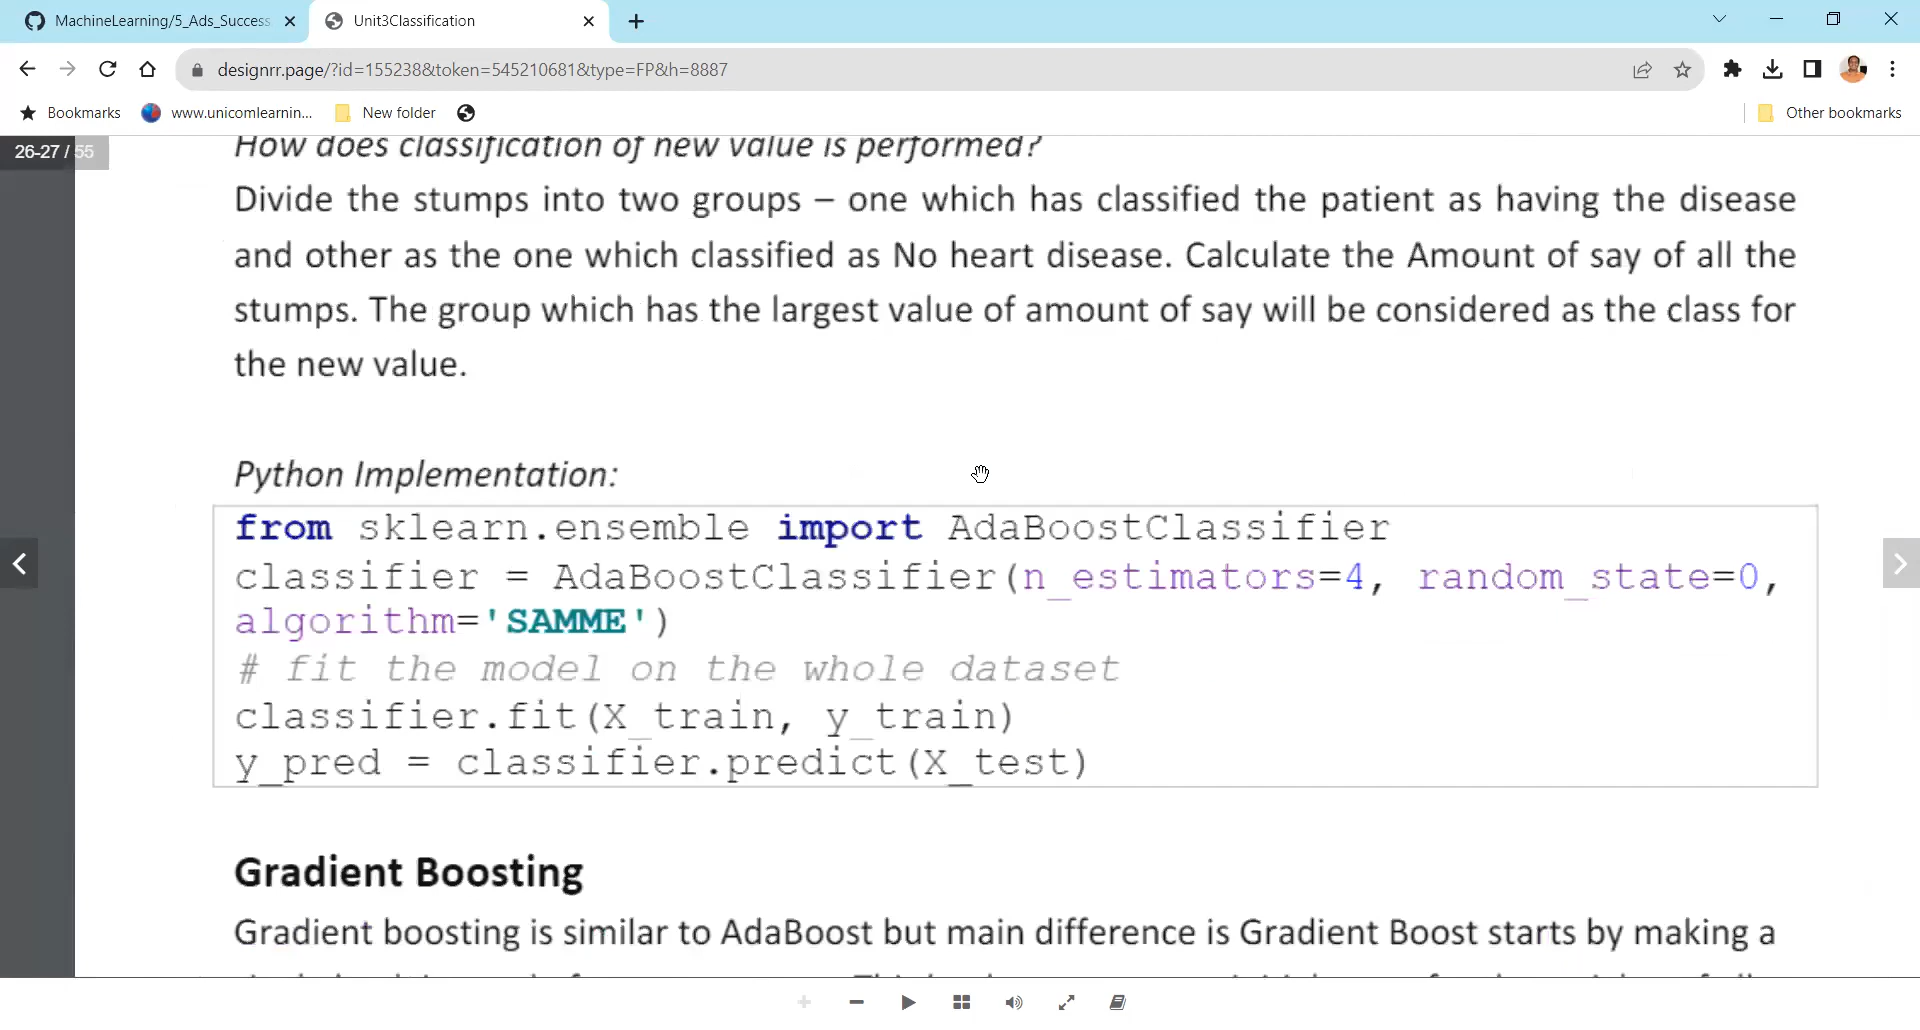 MachineLearning/5_Ads_Success
Unit3Classification
designrr.page/?id=155238&token=545210681&type=FP&h=8887
Bookmarks
www.unicomlearnin...
New folder
Other bookmarks
26-27 / 55
How does classification of new value is performed?
Divide the stumps into two groups – one which has classified the patient as having the disease
and other as the one which classified as No heart disease. Calculate the Amount of say of all the
stumps. The group which has the largest value of amount of say will be considered as the class for
the new value.
Python Implementation:
from sklearn.ensemble import AdaBoostClassifier
classifier = AdaBoostClassifier(n_estimators=4, random_state=0,
algorithm='SAMME')
# fit the model on the whole dataset
classifier.fit(X_train, y_train)
y_pred = classifier.predict(X_test)
Gradient Boosting
Gradient boosting is similar to AdaBoost but main difference is Gradient Boost starts by making a